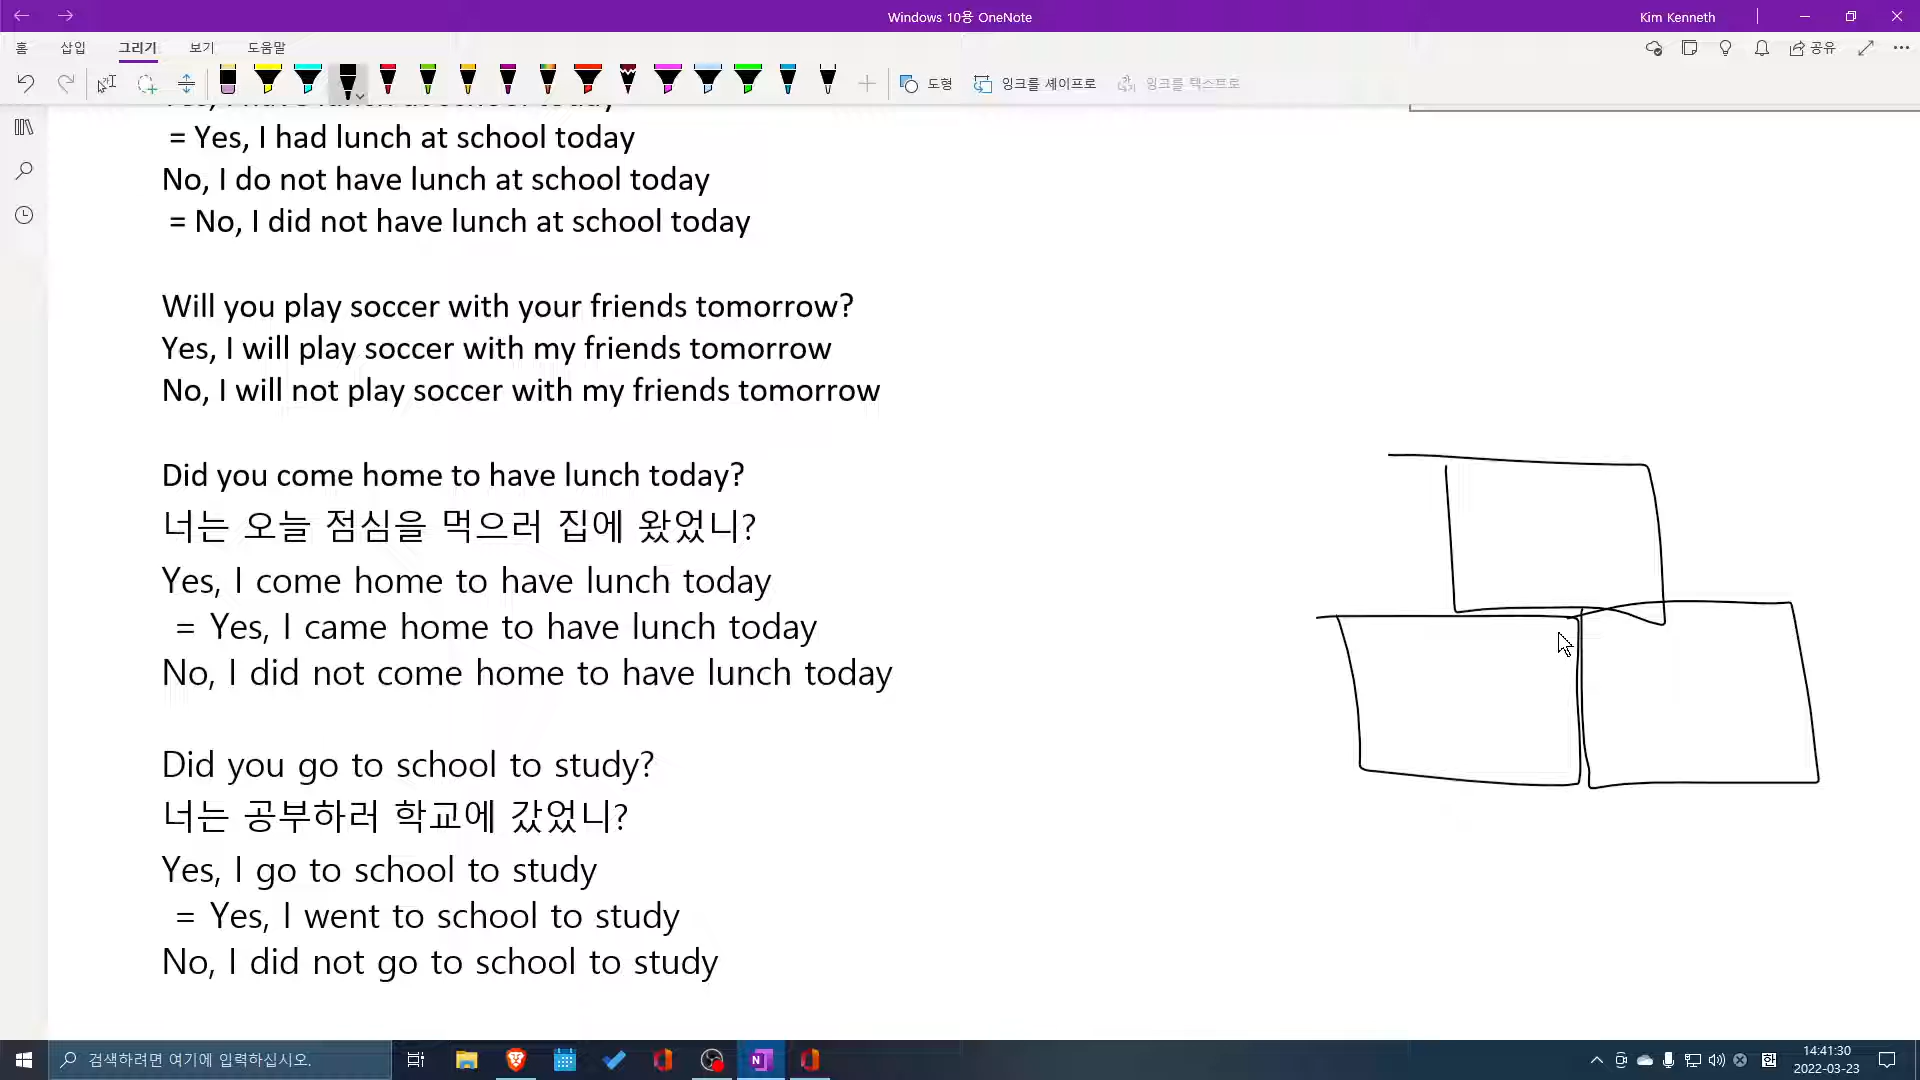 Windows 10용 OneNote
Kim Kenneth
홈 삽입 그리기 보기 도움말
공유
도형 잉크를 셰이프로 잉크를 텍스트로
Yes, I have lunch at school today
= Yes, I had lunch at school today
No, I do not have lunch at school today
= No, I did not have lunch at school today
Will you play soccer with your friends tomorrow?
Yes, I will play soccer with my friends tomorrow
No, I will not play soccer with my friends tomorrow
Did you come home to have lunch today?
너는 오늘 점심을 먹으러 집에 왔었니?
Yes, I come home to have lunch today
= Yes, I came home to have lunch today
No, I did not come home to have lunch today
Did you go to school to study?
너는 공부하러 학교에 갔었니?
Yes, I go to school to study
= Yes, I went to school to study
No, I did not go to school to study
검색하려면 여기에 입력하십시오.
한
14:41:30
2022-03-23